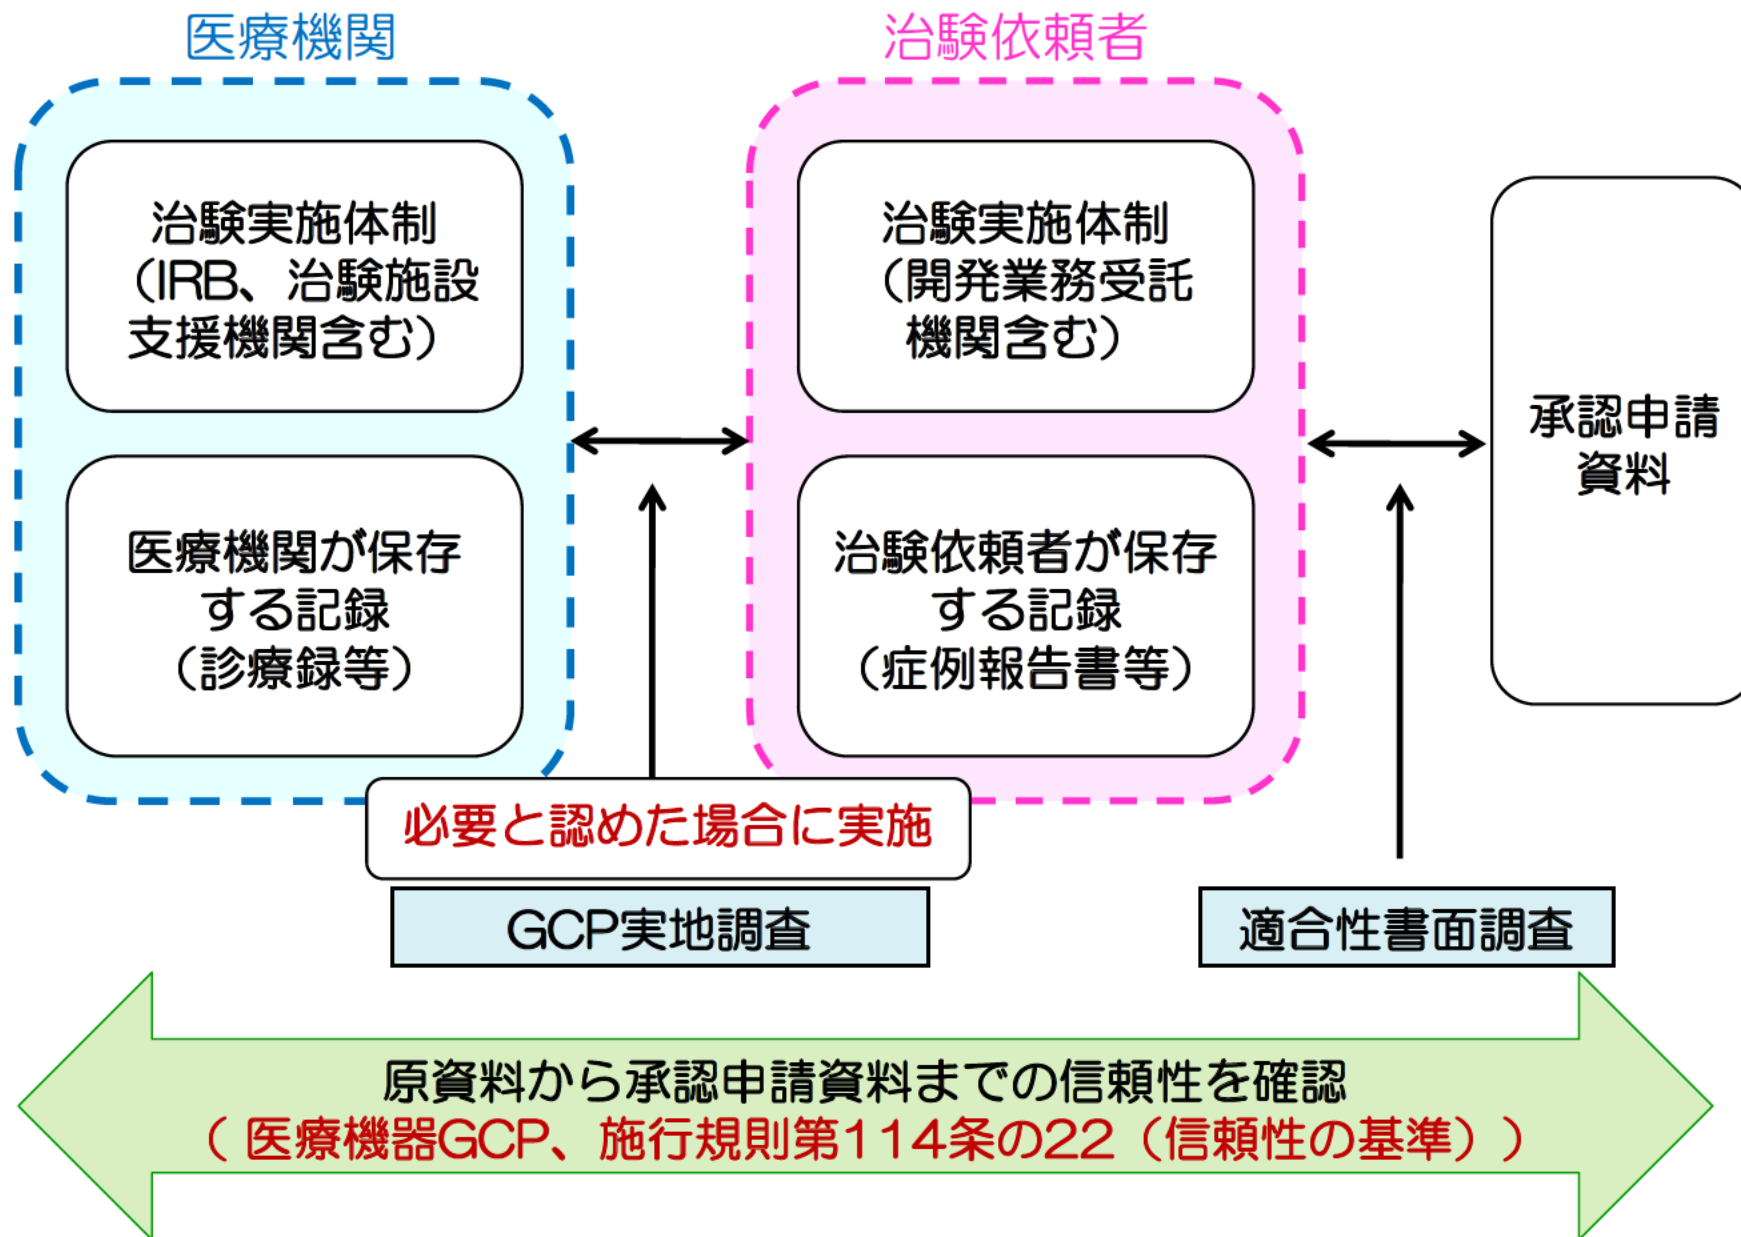 医療機関
治験実施体制
（IRB、治験施設
支援機関含む）
医療機関が保存
する記録
（診療録等）
治験依頼者
治験実施体制
（開発業務受託
機関含む）
治験依頼者が保存
する記録
（症例報告書等）
承認申請
資料
必要と認めた場合に実施
GCP実地調査
適合性書面調査
原資料から承認申請資料までの信頼性を確認
（ 医療機器GCP、施行規則第114条の22（信頼性の基準））